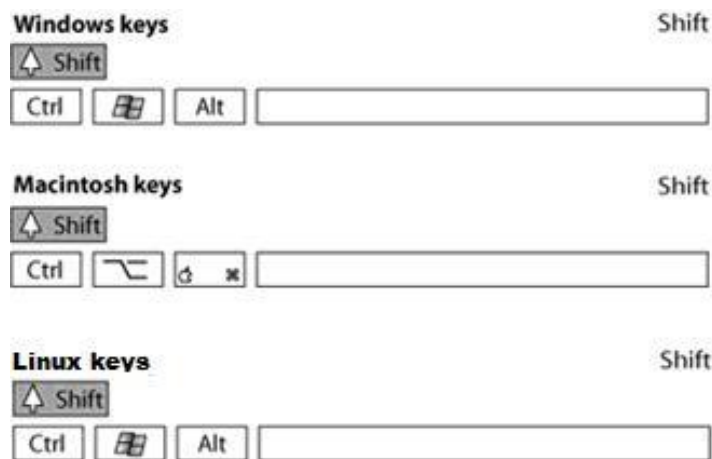 Windows keys Shift
Shift
Ctrl Alt
Macintosh keys Shift
Shift
Ctrl ⌥ ⌘
Linux keys Shift
Shift
Ctrl Alt